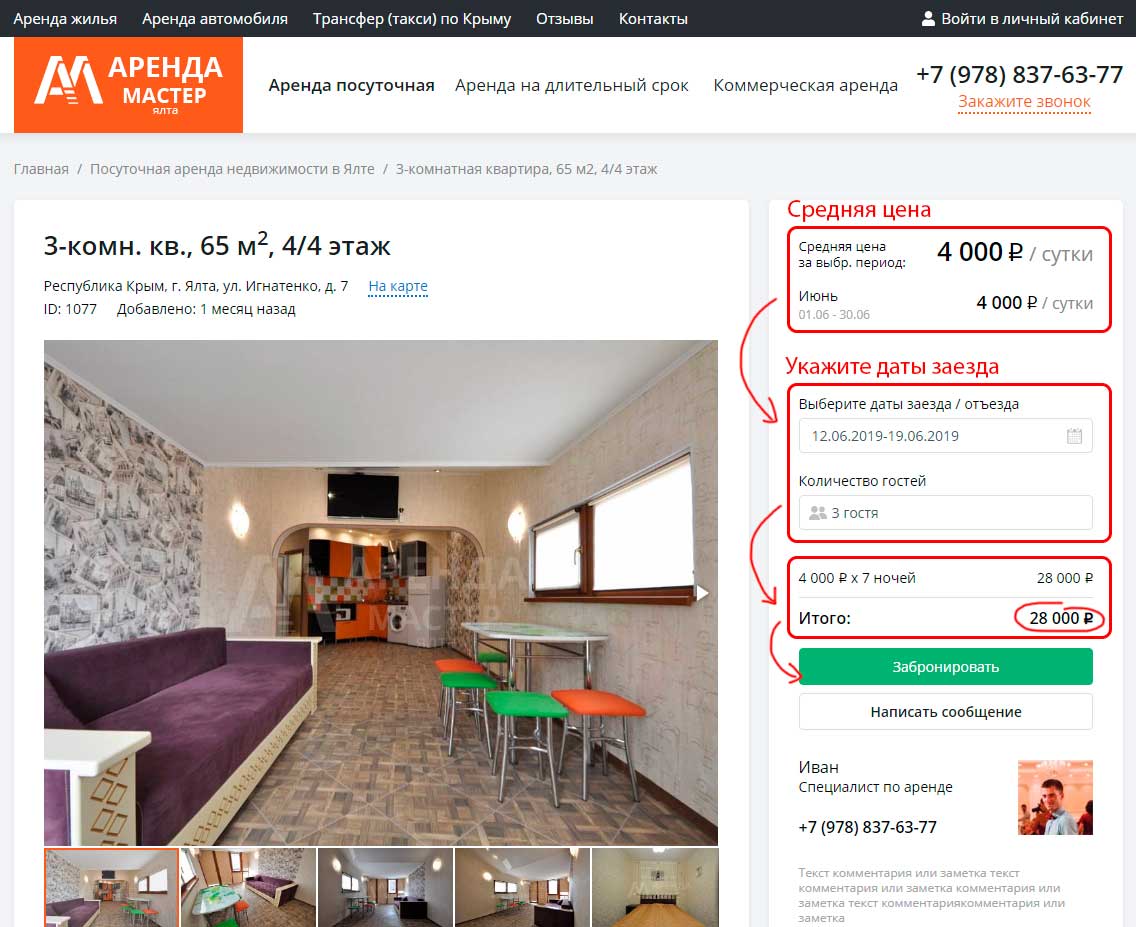 Аренда жилья Аренда автомобиля Трансфер (такси) по Крыму Отзывы Контакты Войти в личный кабинет
АРЕНДА
МАСТЕР
ялта
Аренда посуточная Аренда на длительный срок Коммерческая аренда
+7 (978) 837-63-77
Закажите звонок
Главная / Посуточная аренда недвижимости в Ялте / 3-комнатная квартира, 65 м2, 4/4 этаж
3-комн. кв., 65 м², 4/4 этаж
Республика Крым, г. Ялта, ул. Игнатенко, д. 7 На карте
ID: 1077 Добавлено: 1 месяц назад
АРЕНДА
МАСТЕР
Средняя цена
Средняя цена
за выбр. период:
4 000 ₽ / сутки
Июнь
01.06 - 30.06
4 000 ₽ / сутки
Укажите даты заезда
Выберите даты заезда / отъезда
12.06.2019-19.06.2019
Количество гостей
3 гостя
4 000 ₽ x 7 ночей 28 000 ₽
Итого: 28 000 ₽
Забронировать
Написать сообщение
Иван
Специалист по аренде
+7 (978) 837-63-77
Текст комментария или заметка текст
комментария или заметка комментария или
заметка текст комментариякомментария или
заметка